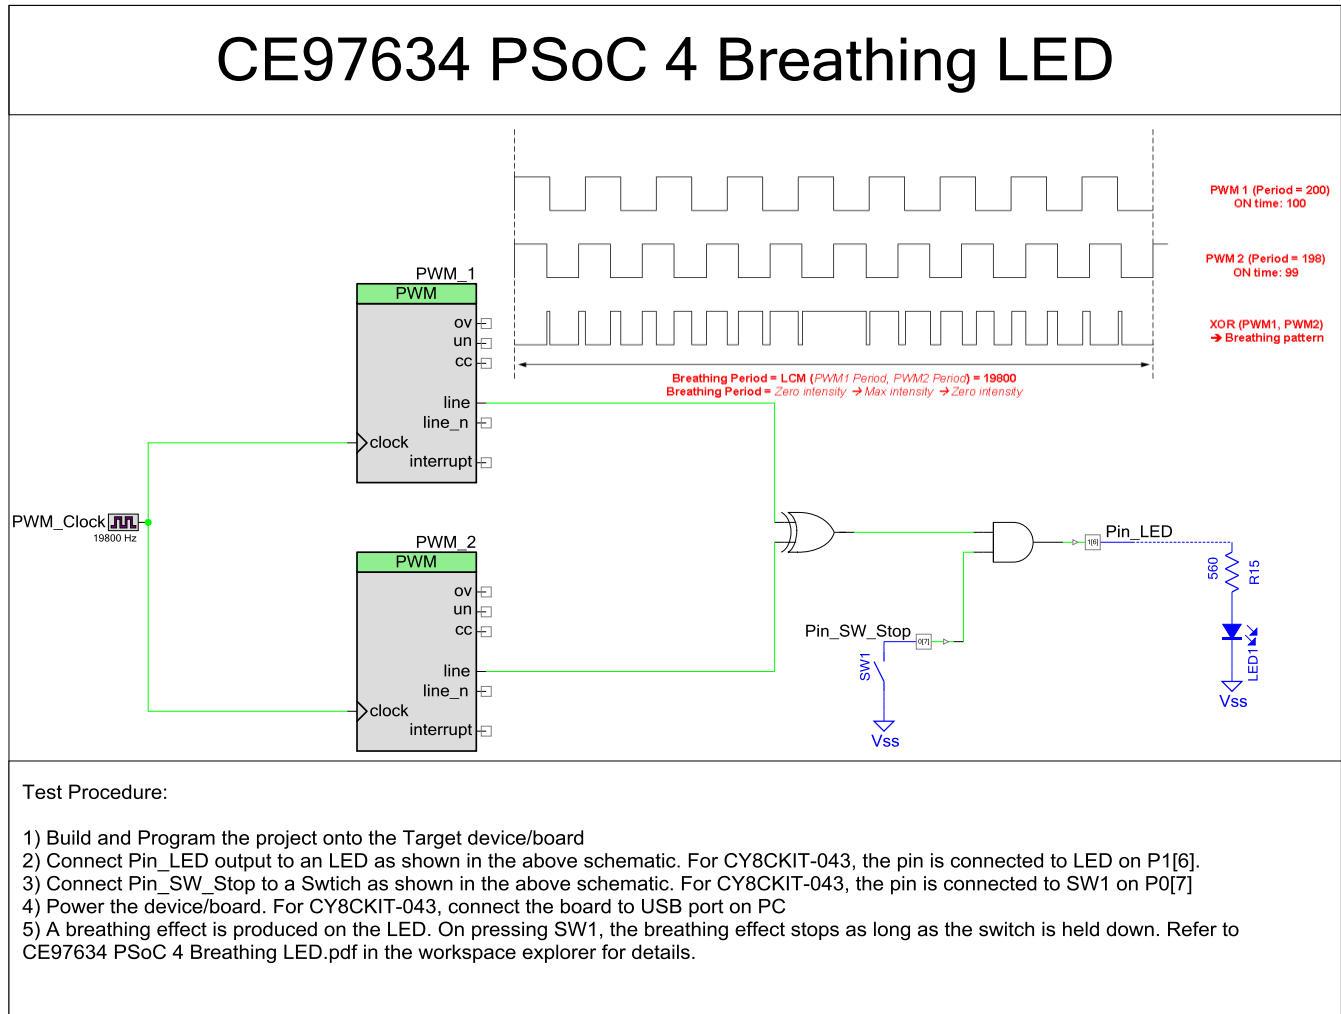 CE97634 PSoC 4 Breathing LED
PWM 1 (Period = 200)
ON time: 100
PWM 2 (Period = 198)
ON time: 99
XOR (PWM1, PWM2)
➔ Breathing pattern
Breathing Period = LCM (PWM1 Period, PWM2 Period) = 19800
Breathing Period = Zero intensity ➔ Max intensity ➔ Zero intensity
PWM_1
PWM
ov
un
cc
line
line_n
clock
interrupt
PWM_Clock
19800 Hz
PWM_2
PWM
ov
un
cc
line
line_n
clock
interrupt
Pin_LED
1[6]
560
R15
LED1
Vss
Pin_SW_Stop
0[7]
SW1
Vss
Test Procedure:
1) Build and Program the project onto the Target device/board
2) Connect Pin_LED output to an LED as shown in the above schematic. For CY8CKIT-043, the pin is connected to LED on P1[6].
3) Connect Pin_SW_Stop to a Swtich as shown in the above schematic. For CY8CKIT-043, the pin is connected to SW1 on P0[7]
4) Power the device/board. For CY8CKIT-043, connect the board to USB port on PC
5) A breathing effect is produced on the LED. On pressing SW1, the breathing effect stops as long as the switch is held down. Refer to
CE97634 PSoC 4 Breathing LED.pdf in the workspace explorer for details.